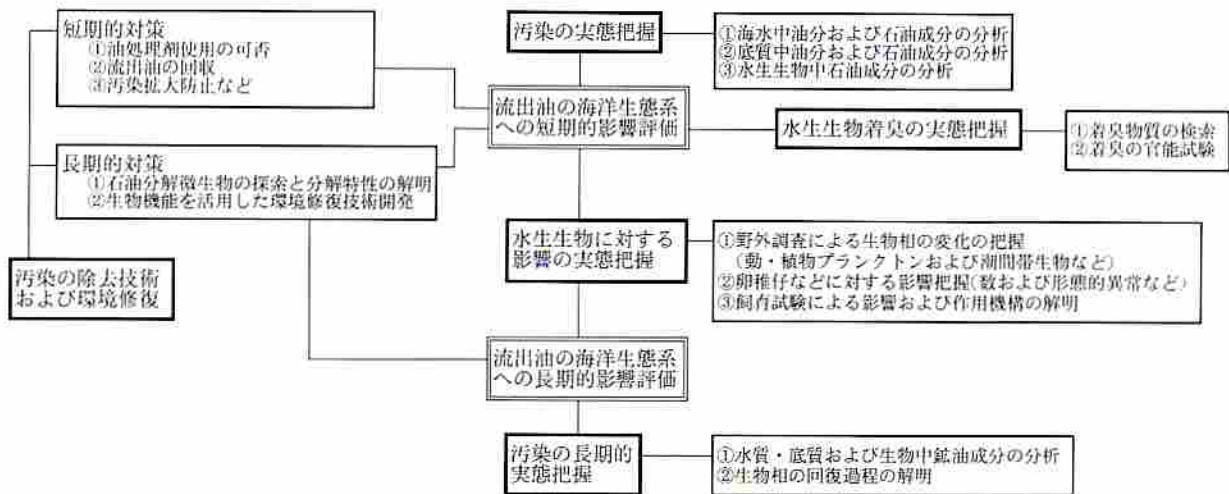 短期的対策
①油処理剤使用の可否
②流出油の回収
③汚染拡大防止など
長期的対策
①石油分解微生物の探索と分解特性の解明
②生物機能を活用した環境修復技術開発
汚染の除去技術
および環境修復
汚染の実態把握
①海水中油分および石油成分の分析
②底質中油分および石油成分の分析
③水生生物中石油成分の分析
流出油の海洋生態系
への短期的影響評価
水生生物着臭の実態把握
①着臭物質の検索
②着臭の官能試験
水生生物に対する
影響の実態把握
①野外調査による生物相の変化の把握
(動・植物プランクトンおよび潮間帯生物など)
②卵稚仔などに対する影響把握(数および形態的異常など)
③飼育試験による影響および作用機構の解明
流出油の海洋生態系
への長期的影響評価
汚染の長期的
実態把握
①水質・底質および生物中鉱油成分の分析
②生物相の回復過程の解明